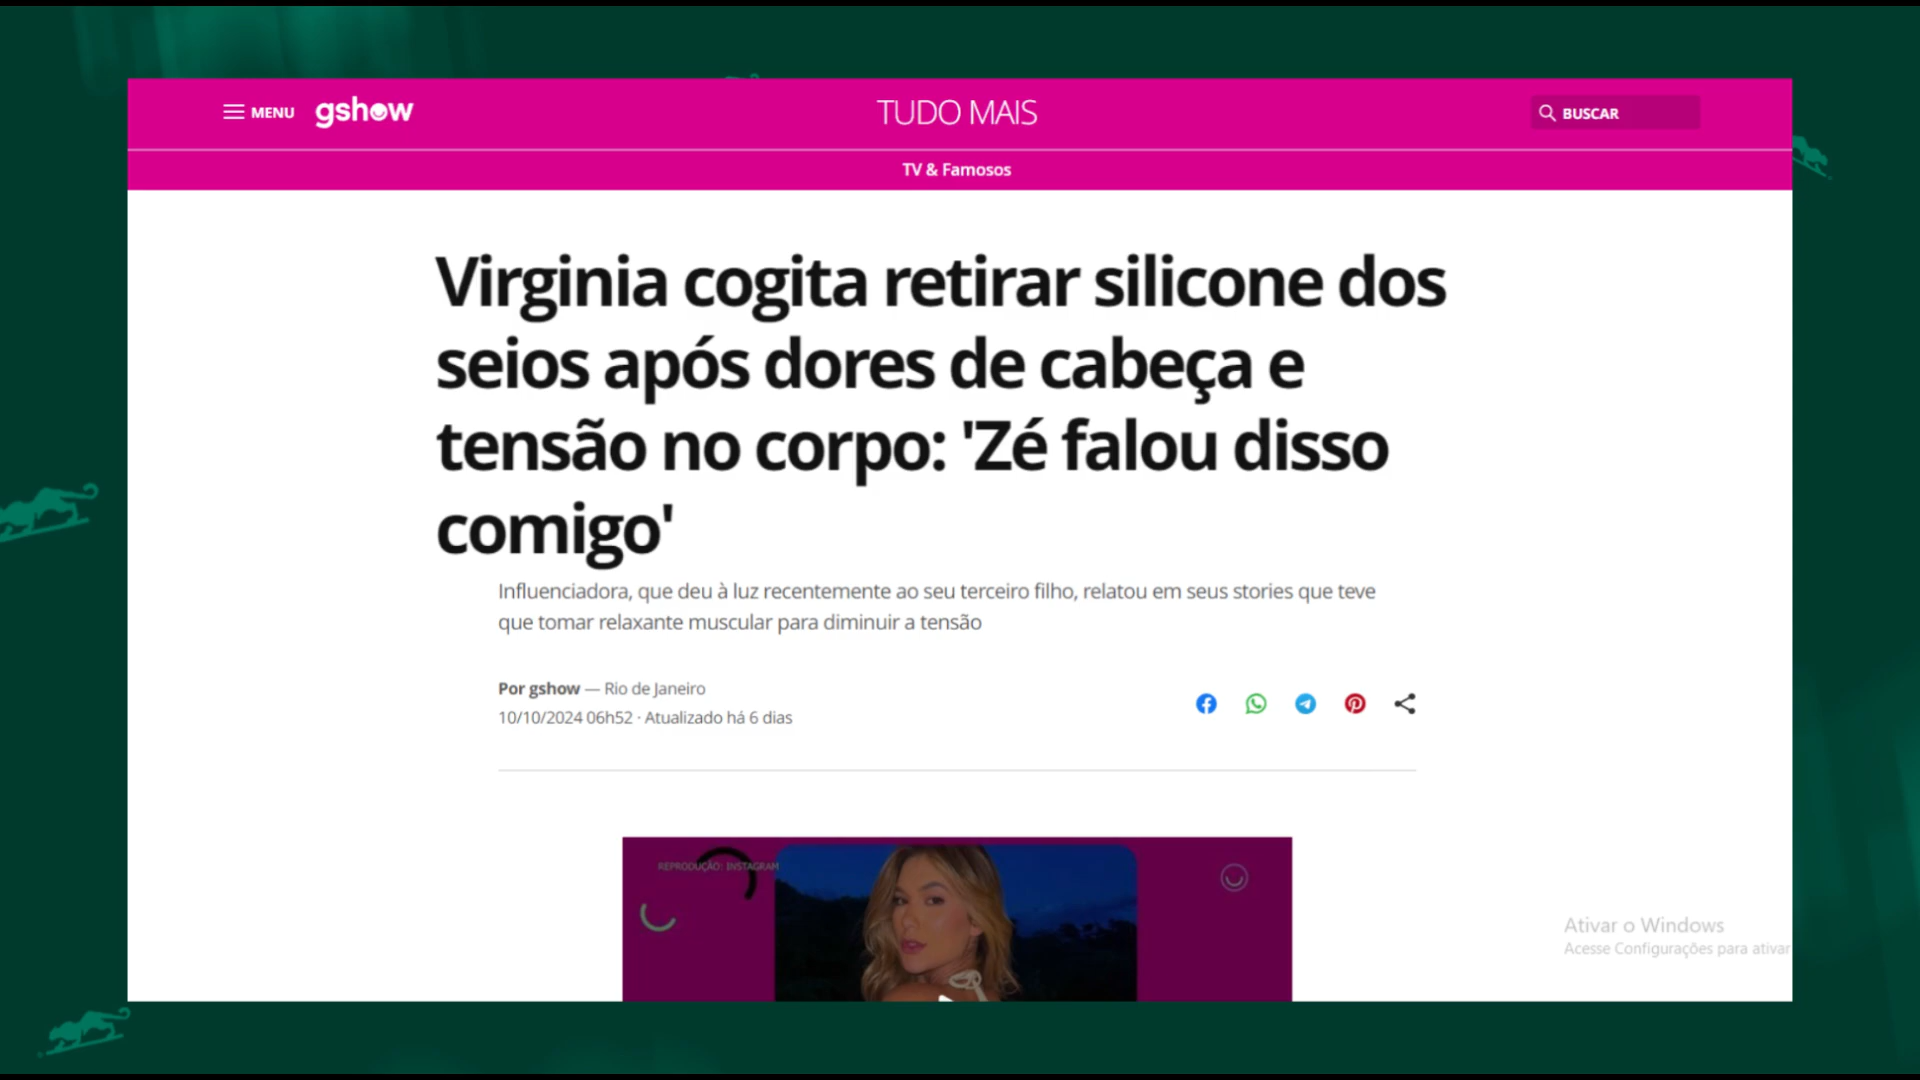 MENU
gshow
TUDO MAIS
BUSCAR
TV & Famosos
Virginia cogita retirar silicone dos
seios após dores de cabeça e
tensão no corpo: 'Zé falou disso
comigo'
Influenciadora, que deu à luz recentemente ao seu terceiro filho, relatou em seus stories que teve
que tomar relaxante muscular para diminuir a tensão
Por gshow — Rio de Janeiro
10/10/2024 06h52 · Atualizado há 6 dias
REPRODUÇÃO: INSTAGRAM
Ativar o Windows
Acesse Configurações para ativar